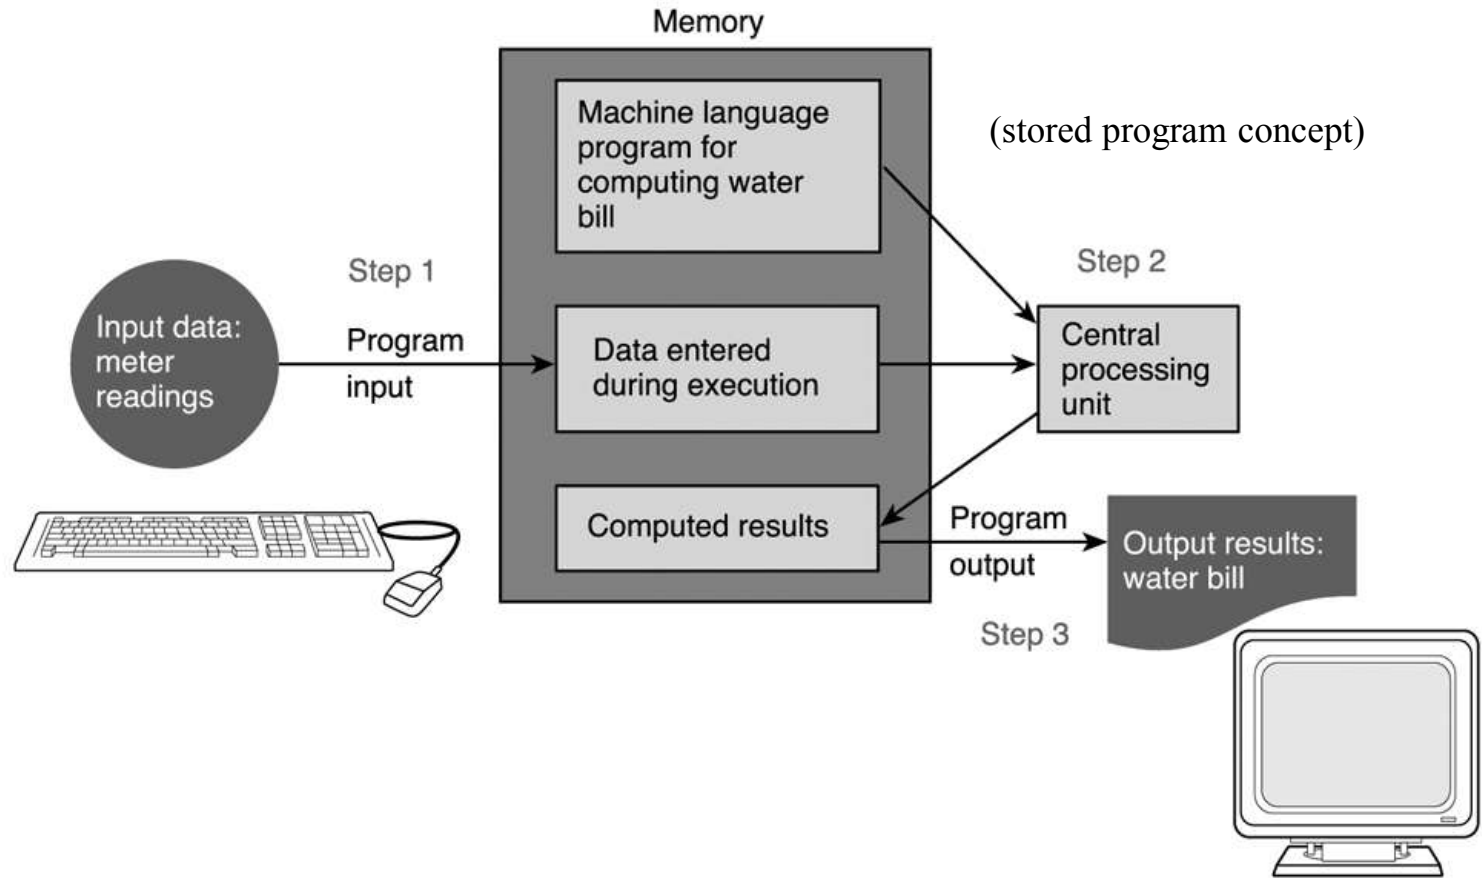 Memory
Machine language
program for
computing water
bill
(stored program concept)
Step 1
Step 2
Input data:
meter
readings
Program
input
Data entered
during execution
Central
processing
unit
Computed results
Program
output
Output results:
water bill
Step 3